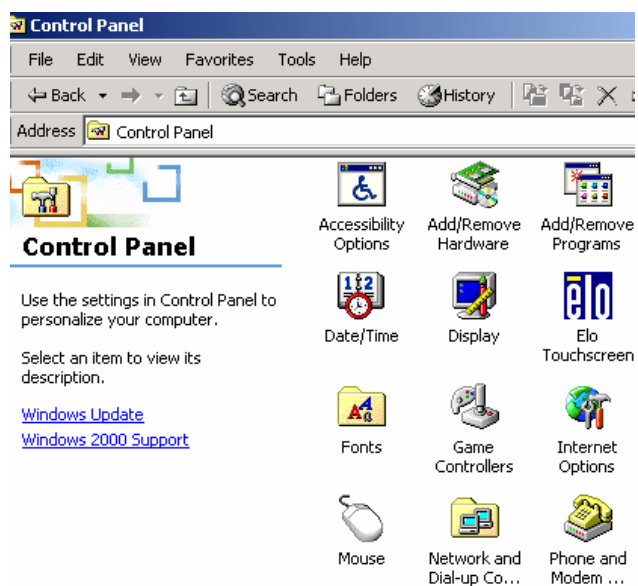 Control Panel
File Edit View Favorites Tools Help
Back Search Folders History
Address Control Panel
Control Panel
Use the settings in Control Panel to
personalize your computer.
Select an item to view its
description.
Windows Update
Windows 2000 Support
Accessibility
Options
Add/Remove
Hardware
Add/Remove
Programs
12
Date/Time
Display
elo
Elo
Touchscreen
Fonts
Game
Controllers
Internet
Options
Mouse
Network and
Dial-up Co...
Phone and
Modem ...